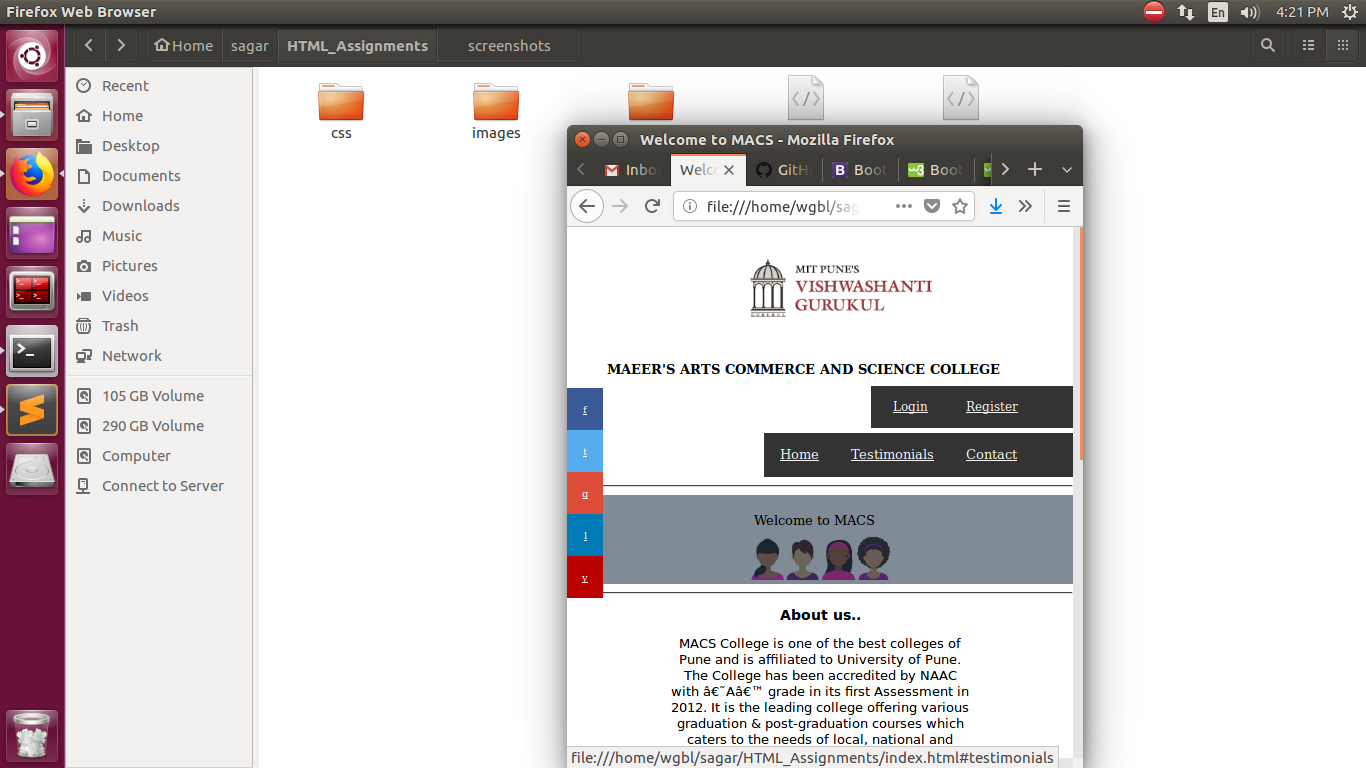 Firefox Web Browser
En
4:21 PM
Home
sagar
HTML_Assignments
screenshots
Recent
Home
Desktop
Documents
Downloads
Music
Pictures
Videos
Trash
Network
105 GB Volume
290 GB Volume
Computer
Connect to Server
css
images
Welcome to MACS - Mozilla Firefox
Inbo
Welc
GitH
Boot
Boot
file:///home/wgbl/sag
MIT PUNE'S
VISHWASHANTI
GURUKUL
MAEER'S ARTS COMMERCE AND SCIENCE COLLEGE
Login Register
Home Testimonials Contact
f
t
g
l
y
Welcome to MACS
About us..
MACS College is one of the best colleges of
Pune and is affiliated to University of Pune.
The College has been accredited by NAAC
with â€˜Aâ€™ grade in its first Assessment in
2012. It is the leading college offering various
graduation & post-graduation courses which
caters to the needs of local, national and
file:///home/wgbl/sagar/HTML_Assignments/index.html#testimonials